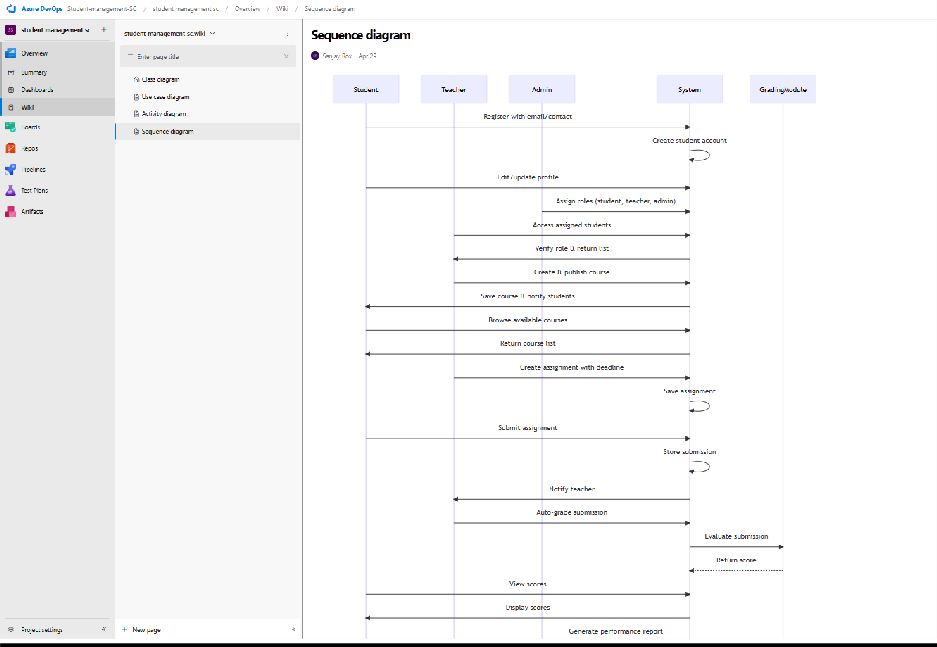 Azure DevOps Student-management-SC / student management sc / Overview / Wiki / Sequence diagram
student management sc +
Overview
Summary
Dashboards
Wiki
Boards
Repos
Pipelines
Test Plans
Artifacts
Project settings
student-management-sc.wiki
Enter page title
Class diagram
Use case diagram
Activity diagram
Sequence diagram
+ New page
Sequence diagram
Sanjay Roy Apr 29
Student Teacher Admin System GradingModule
Register with email/contact
Create student account
Edit/update profile
Assign roles (student, teacher, admin)
Access assigned students
Verify role & return list
Create & publish course
Save course & notify students
Browse available courses
Return course list
Create assignment with deadline
Save assignment
Submit assignment
Store submission
Notify teacher
Auto-grade submission
Evaluate submission
Return score
View scores
Display scores
Generate performance report